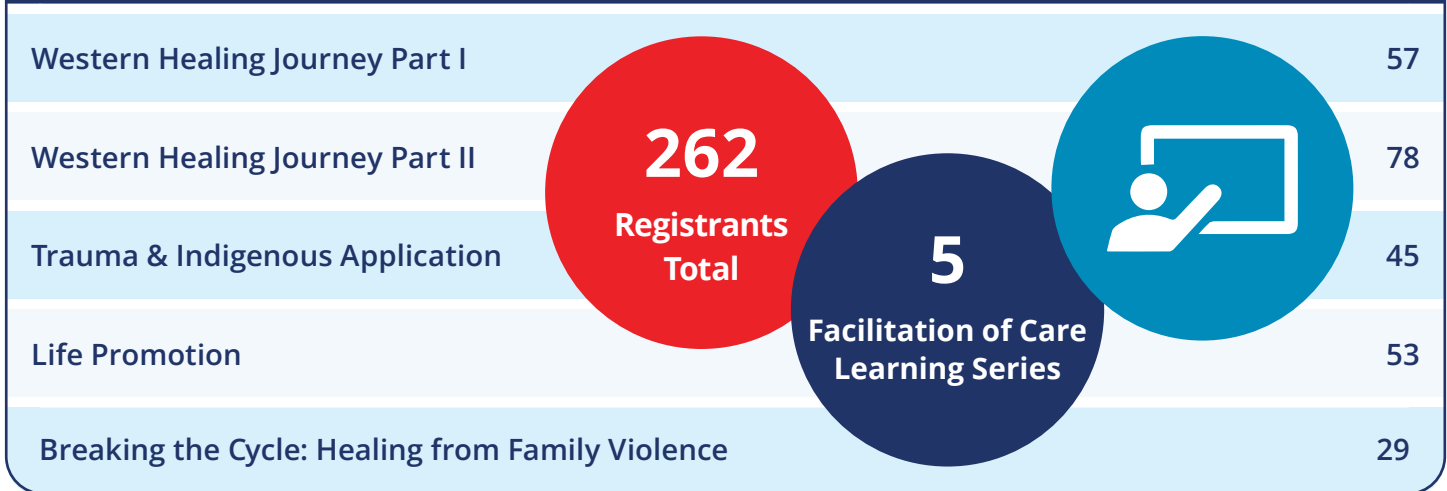 Western Healing Journey Part I 57
Western Healing Journey Part II 78
Trauma & Indigenous Application 45
Life Promotion 53
Breaking the Cycle: Healing from Family Violence 29
262
Registrants
Total
5
Facilitation of Care
Learning Series